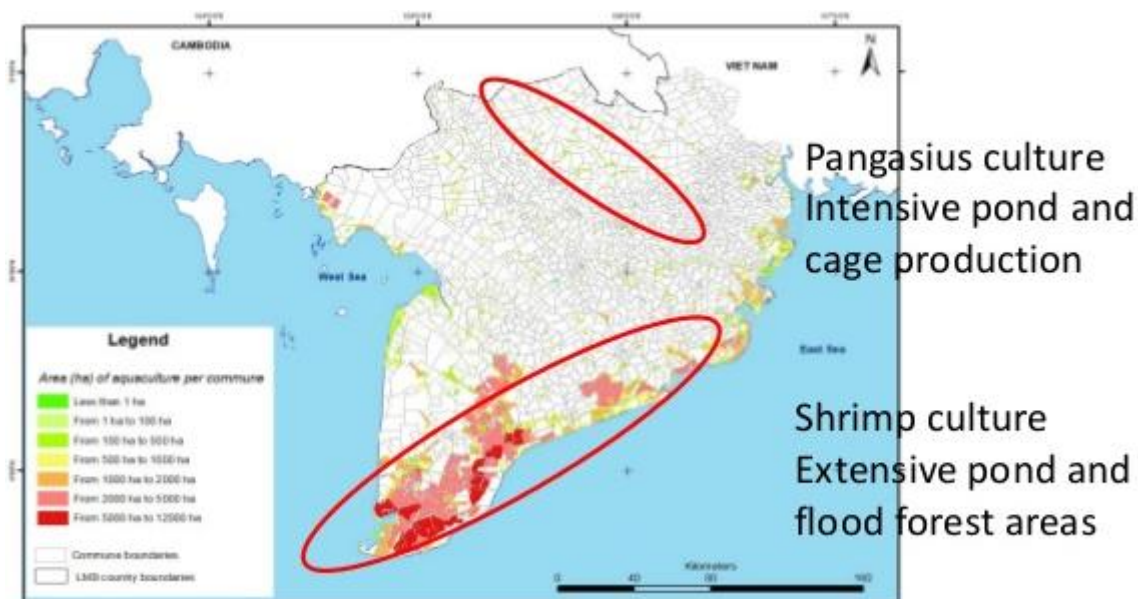 CAMBODIA
VIET NAM
N
Pangasius culture
Intensive pond and
cage production
West Sea
East Sea
Legend
Area (ha) of aquaculture per commune
Less than 1 ha
From 1 ha to 100 ha
From 100 ha to 500 ha
From 500 ha to 1000 ha
From 1000 ha to 2000 ha
From 2000 ha to 5000 ha
From 5000 ha to 12000 ha
Commune boundaries
LMB country boundaries
Shrimp culture
Extensive pond and
flood forest areas
Kilometers
0 40 80 160